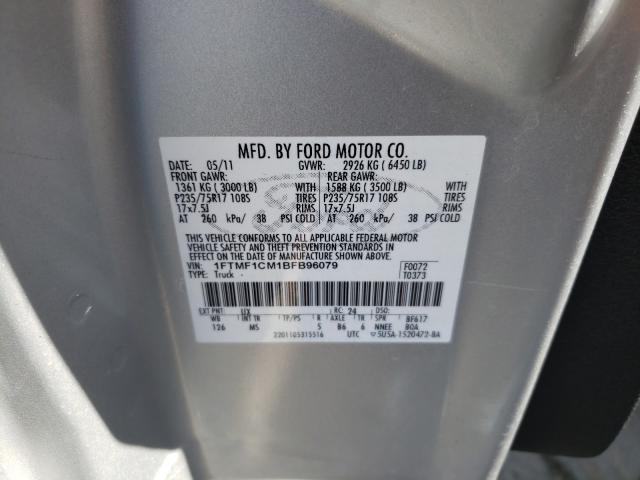 MFD. BY FORD MOTOR CO.
DATE: 05/11 GVWR: 2926 KG ( 6450 LB)
FRONT GAWR: REAR GAWR:
1361 KG ( 3000 LB) WITH 1588 KG ( 3500 LB) WITH
P235/75R17 108S TIRES P235/75R17 108S TIRES
17x7.5J RIMS 17x7.5J RIMS
AT 260 kPa/ 38 PSI COLD AT 260 kPa/ 38 PSI COLD
THIS VEHICLE CONFORMS TO ALL APPLICABLE FEDERAL MOTOR
VEHICLE SAFETY AND THEFT PREVENTION STANDARDS IN
EFFECT ON THE DATE OF MANUFACTURE SHOWN ABOVE.
VIN: 1FTMF1CM1BFB96079 F0072
TYPE: Truck T0373
EXT PNT: UX RC: 24 DSO:
WB INT TR TP/PS R AXLE TR SPR BF617
126 MS 5 B6 6 NNEE BOA
2201105315516 UTC 5U5A-1520472-BA
Ford